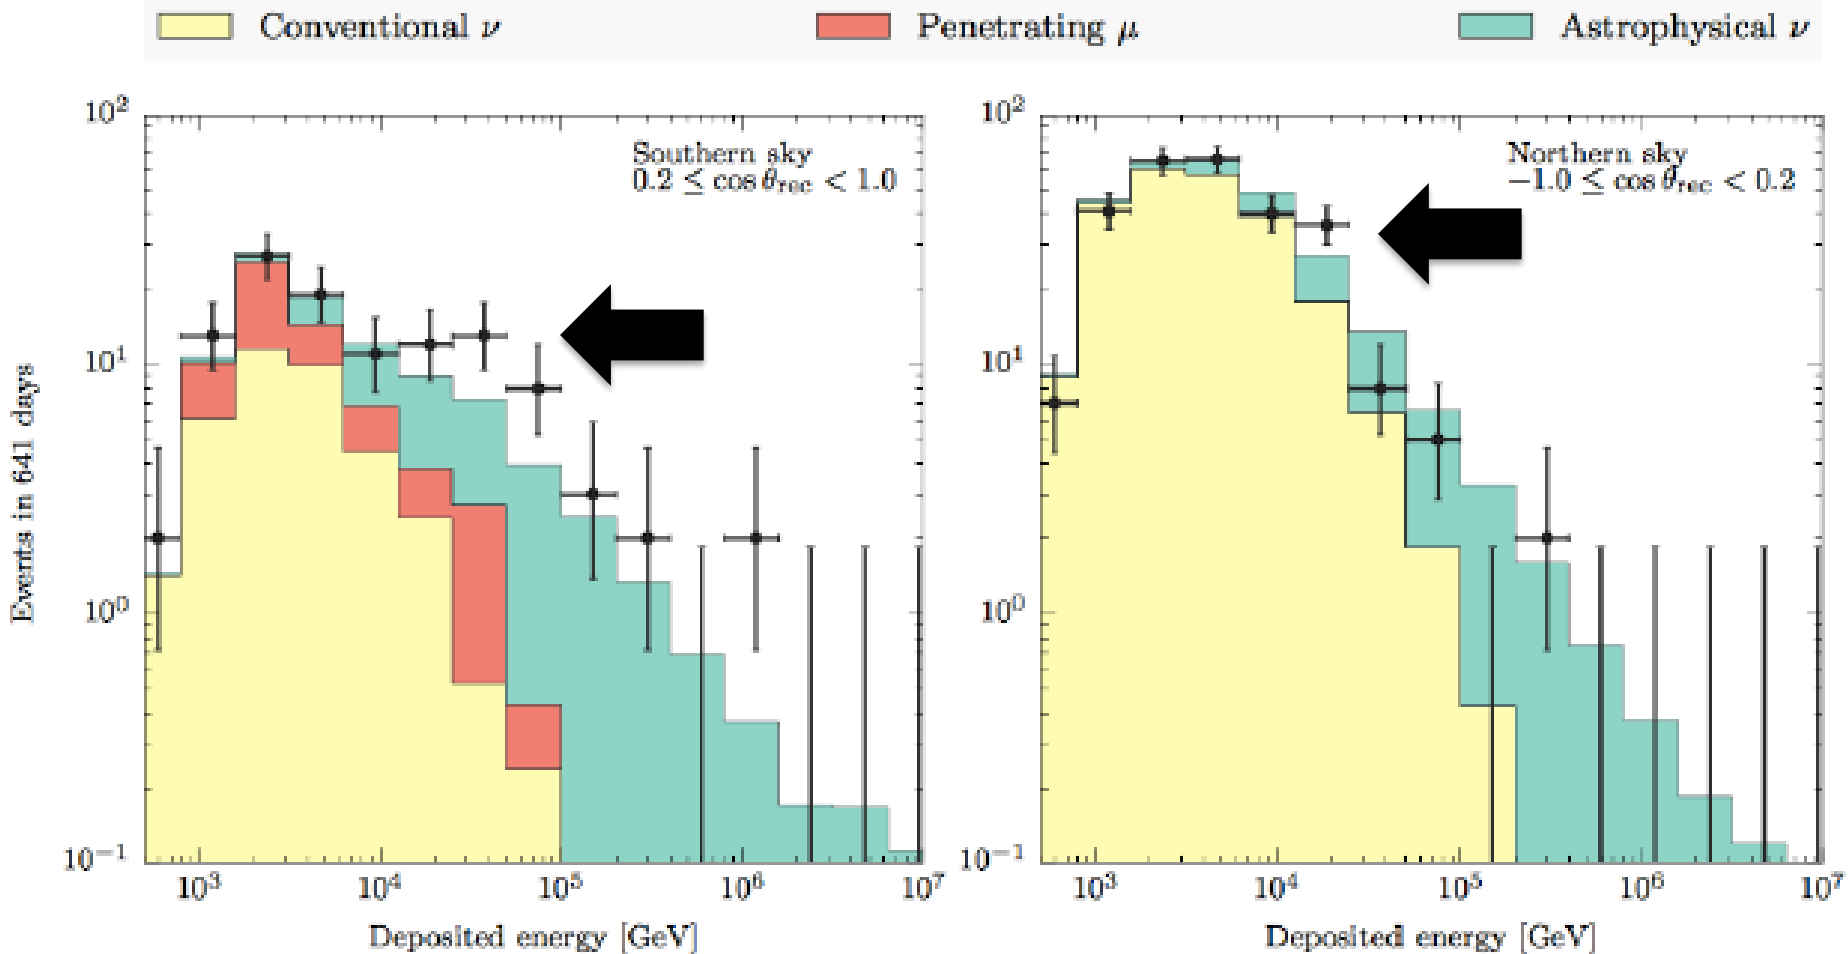 Conventional ν
Penetrating μ
Astrophysical ν
Southern sky
0.2 ≤ cos θrec < 1.0
Northern sky
−1.0 ≤ cos θrec < 0.2
Events in 641 days
10²
10¹
10⁰
10⁻¹
10³
10⁴
10⁵
10⁶
10⁷
Deposited energy [GeV]
10²
10¹
10⁰
10⁻¹
10³
10⁴
10⁵
10⁶
10⁷
Deposited energy [GeV]